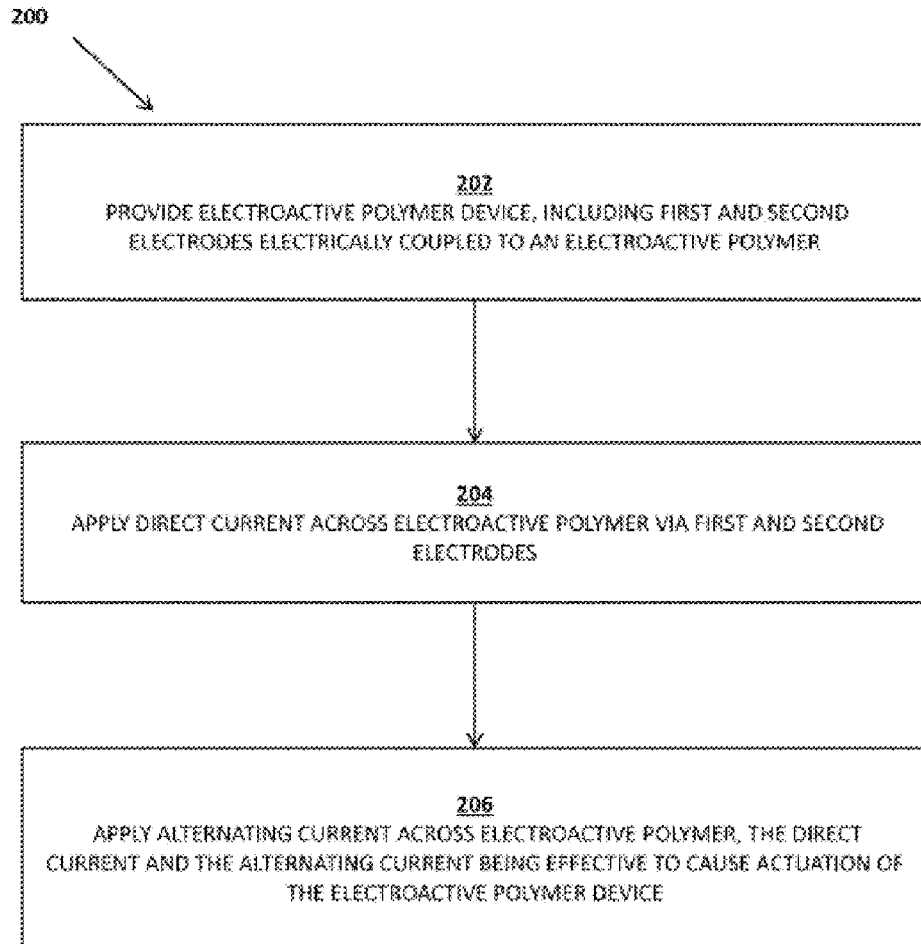 200
202
PROVIDE ELECTROACTIVE POLYMER DEVICE, INCLUDING FIRST AND SECOND
ELECTRODES ELECTRICALLY COUPLED TO AN ELECTROACTIVE POLYMER
204
APPLY DIRECT CURRENT ACROSS ELECTROACTIVE POLYMER VIA FIRST AND SECOND
ELECTRODES
206
APPLY ALTERNATING CURRENT ACROSS ELECTROACTIVE POLYMER, THE DIRECT
CURRENT AND THE ALTERNATING CURRENT BEING EFFECTIVE TO CAUSE ACTUATION OF
THE ELECTROACTIVE POLYMER DEVICE